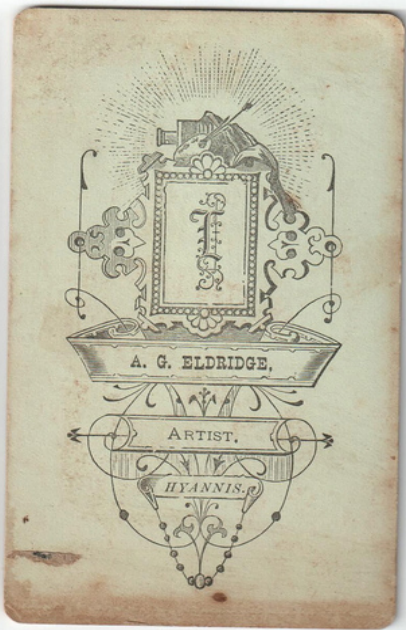 A. G. ELDRIDGE,
ARTIST,
HYANNIS.